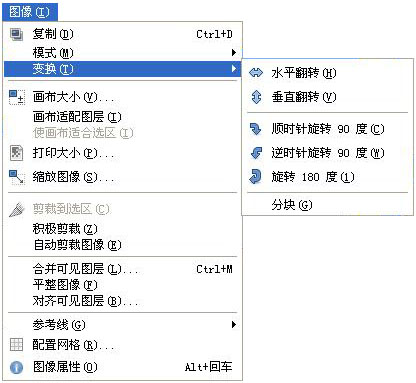 图像(I)
复制(D) Ctrl+D
模式(M)
变换(T)
画布大小(V)...
画布适配图层(I)
使画布适合选区(C)
打印大小(P)...
缩放图像(S)...
剪裁到选区(C)
积极剪裁(Z)
自动剪裁图像(E)
合并可见图层(L)... Ctrl+M
平整图像(F)
对齐可见图层(B)...
参考线(G)
配置网格(R)...
图像属性(O) Alt+回车
水平翻转(H)
垂直翻转(V)
顺时针旋转 90 度(C)
逆时针旋转 90 度(W)
旋转 180 度(1)
分块(G)